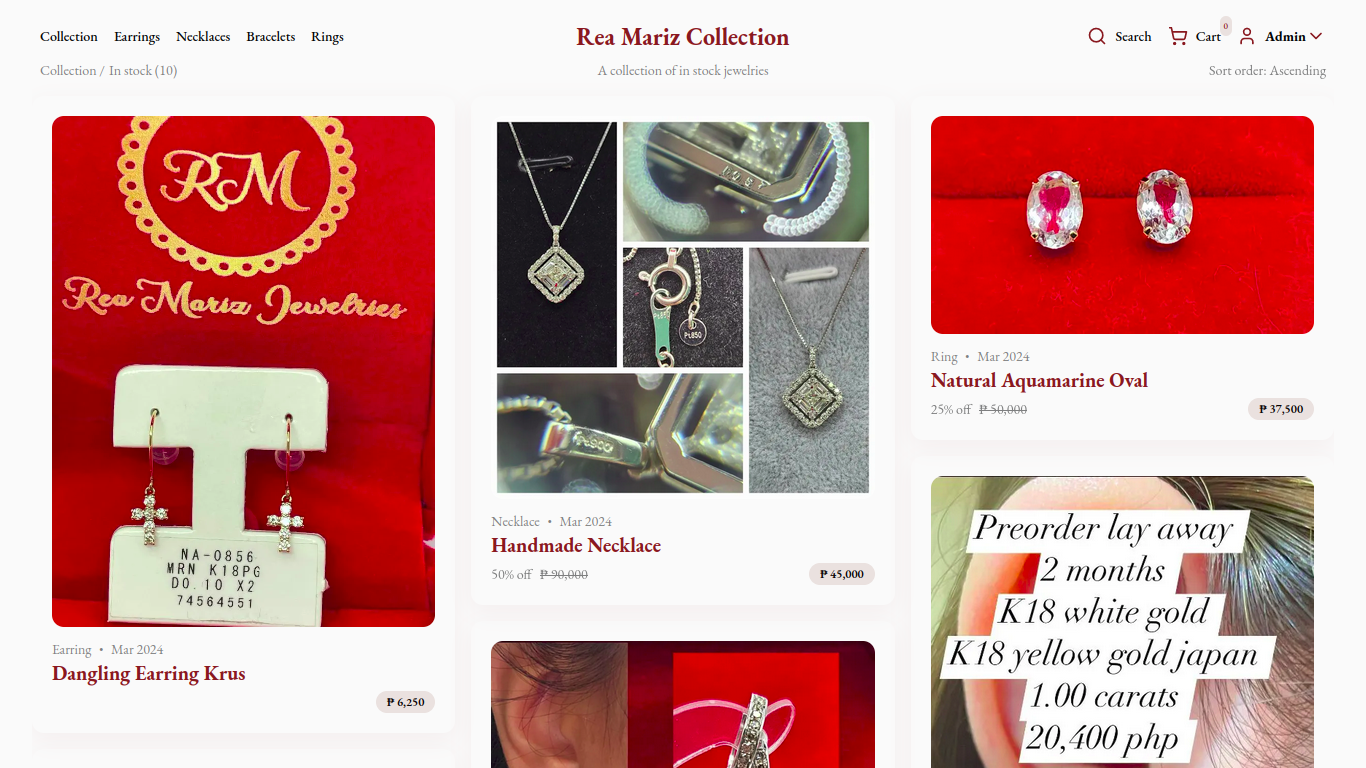 Collection Earrings Necklaces Bracelets Rings
Rea Mariz Collection
Search Cart 0 Admin
Collection / In stock (10)
A collection of in stock jewelries
Sort order: Ascending
RM
Rea Mariz Jewelries
NA-0856
MRN K18PG
D0.10 X2
74564551
Earring • Mar 2024
Dangling Earring Krus
₱ 6,250
Pt850
Pt900
Necklace • Mar 2024
Handmade Necklace
50% off ₱ 90,000
₱ 45,000
Ring • Mar 2024
Natural Aquamarine Oval
25% off ₱ 50,000
₱ 37,500
Preorder lay away
2 months
K18 white gold
K18 yellow gold japan
1.00 carats
20,400 php